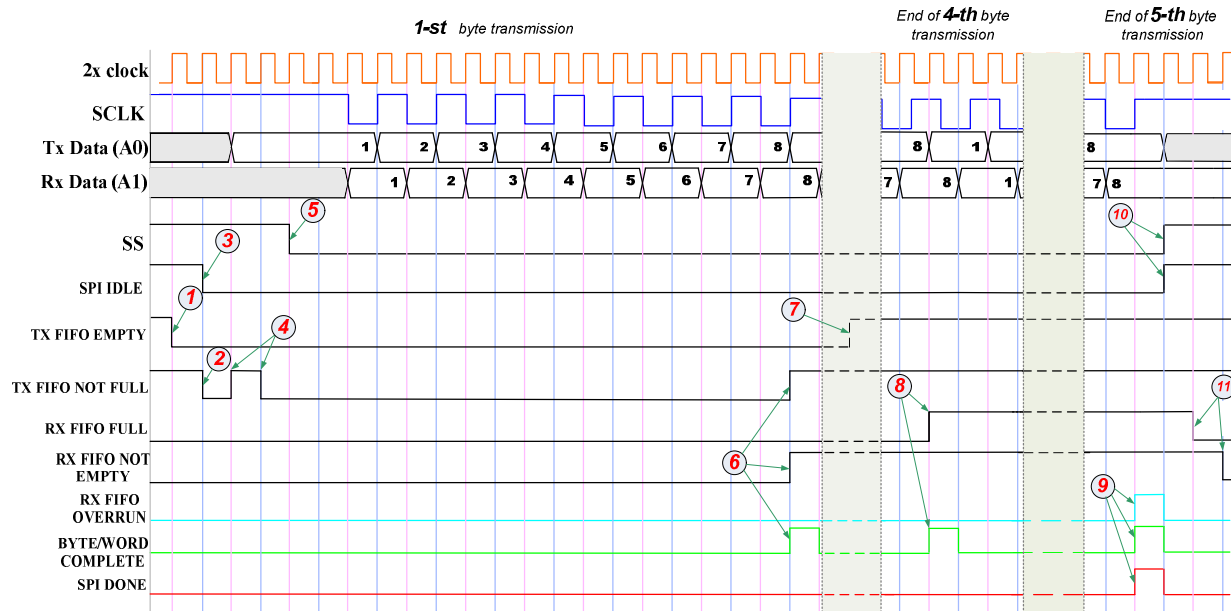 1-st byte transmission
End of 4-th byte
transmission
End of 5-th byte
transmission
2x clock
SCLK
Tx Data (A0)
1 2 3 4 5 6 7 8 8 1 8
Rx Data (A1)
1 2 3 4 5 6 7 8 7 8 1 7 8
5
SS
3
10
SPI IDLE
1
TX FIFO EMPTY
7
4
2
TX FIFO NOT FULL
8
11
RX FIFO FULL
RX FIFO NOT
EMPTY
6
9
RX FIFO
OVERRUN
BYTE/WORD
COMPLETE
SPI DONE